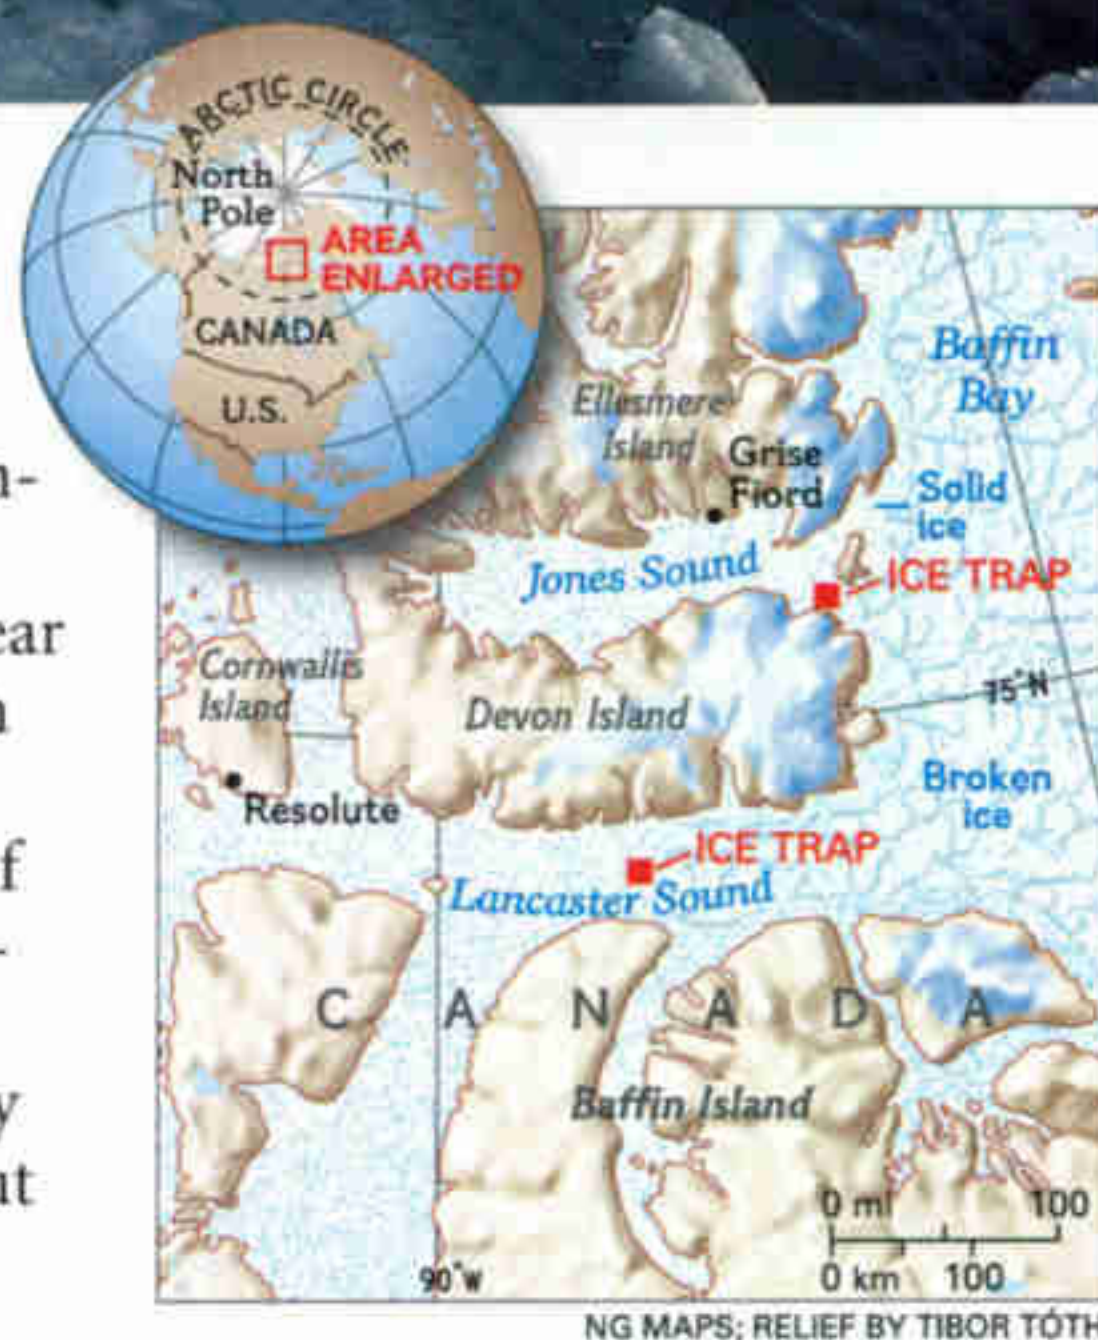 ARCTIC CIRCLE
North
Pole
AREA
ENLARGED
CANADA
U.S.
Baffin
Bay
Ellesmere
Island
Grise
Fiord
Solid
ice
Jones Sound
ICE TRAP
Cornwallis
Island
Devon Island
75°N
Broken
ice
Resolute
ICE TRAP
Lancaster Sound
CANADA
Baffin Island
0 mi 100
0 km 100
90°W
NG MAPS; RELIEF BY TIBOR TÓTH